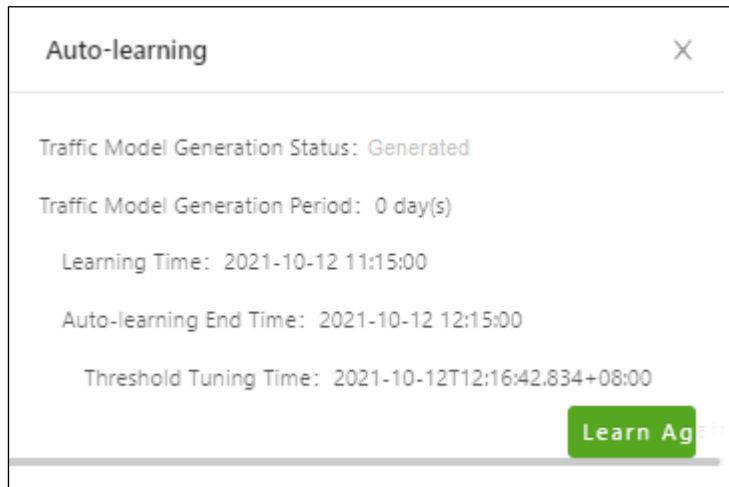 Auto-learning
Traffic Model Generation Status: Generated
Traffic Model Generation Period: 0 day(s)
Learning Time: 2021-10-12 11:15:00
Auto-learning End Time: 2021-10-12 12:15:00
Threshold Tuning Time: 2021-10-12T12:16:42.834+08:00
Learn Again